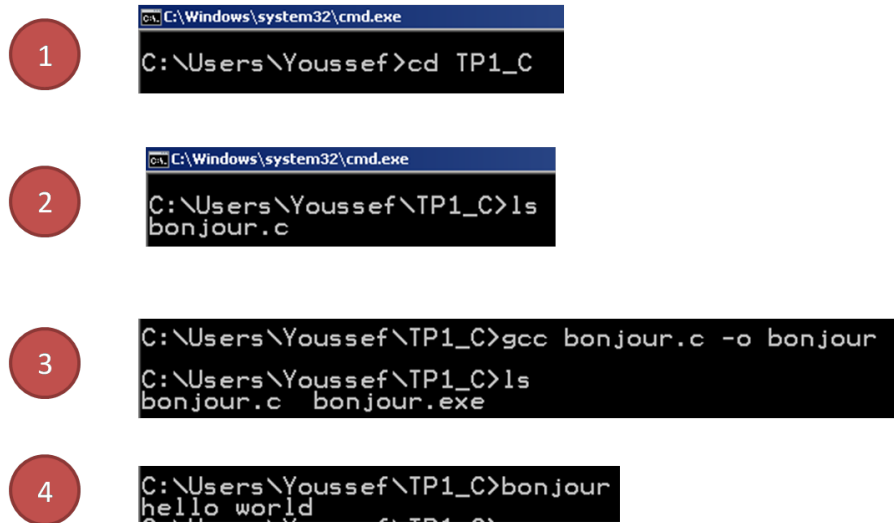 1
C:\Windows\system32\cmd.exe
C:\Users\Youssef>cd TP1_C
2
C:\Windows\system32\cmd.exe
C:\Users\Youssef\TP1_C>ls
bonjour.c
3
C:\Users\Youssef\TP1_C>gcc bonjour.c -o bonjour
C:\Users\Youssef\TP1_C>ls
bonjour.c  bonjour.exe
4
C:\Users\Youssef\TP1_C>bonjour
hello world